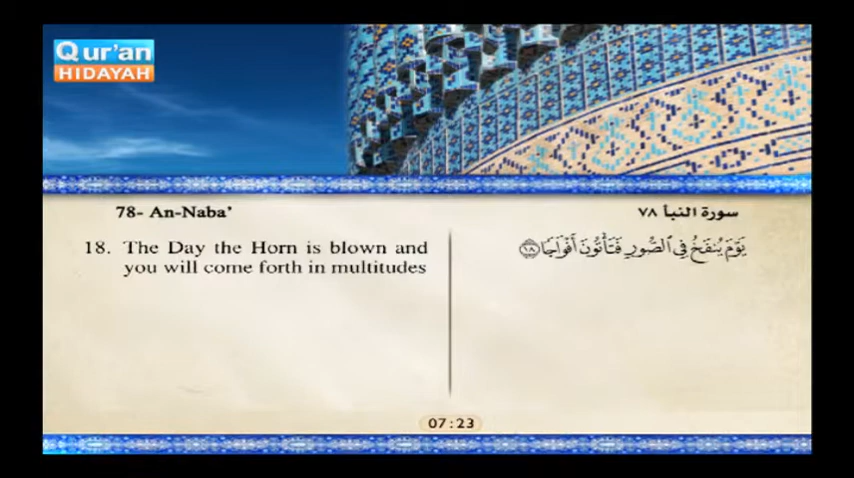 Qur'an
HIDAYAH
78- An-Naba'
سورة النبأ ٧٨
18. The Day the Horn is blown and
you will come forth in multitudes
يَوْمَ يُنفَخُ فِي ٱلصُّورِ فَتَأْتُونَ أَفْوَاجًا ١٨
07:23